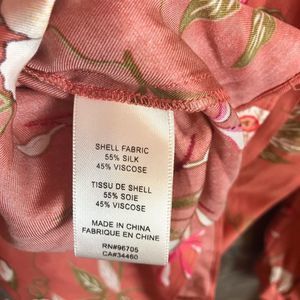 SHELL FABRIC
55% SILK
45% VISCOSE
TISSU DE SHELL
55% SOIE
45% VISCOSE
MADE IN CHINA
FABRIQUE EN CHINE
RN#96705
CA#34460